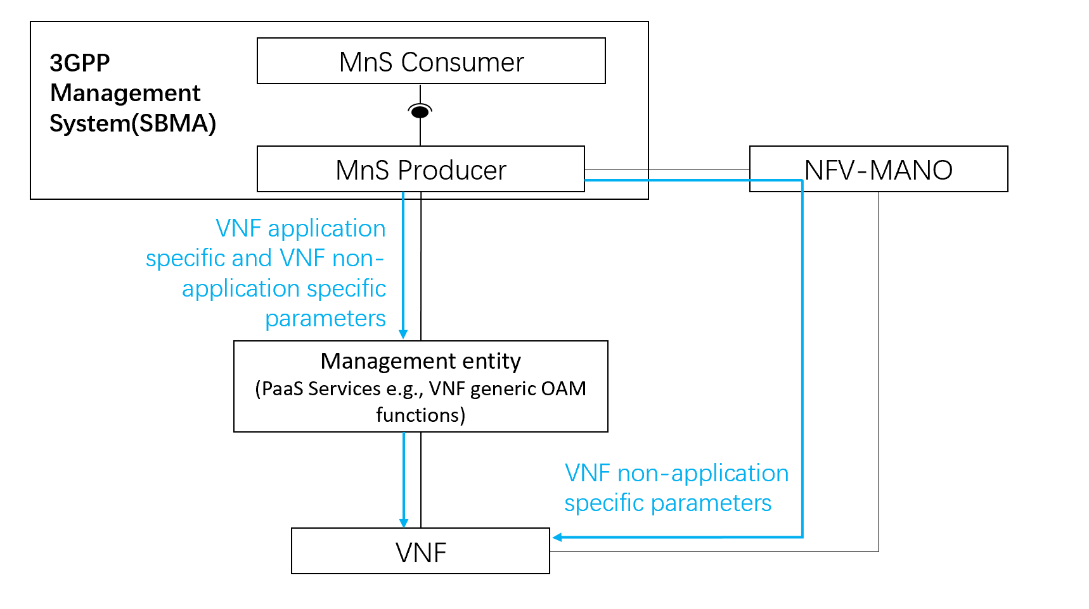 3GPP
Management
System(SBMA)
MnS Consumer
MnS Producer
NFV-MANO
VNF application
specific and VNF non-
application specific
parameters
Management entity
(PaaS Services e.g., VNF generic OAM
functions)
VNF non-application
specific parameters
VNF